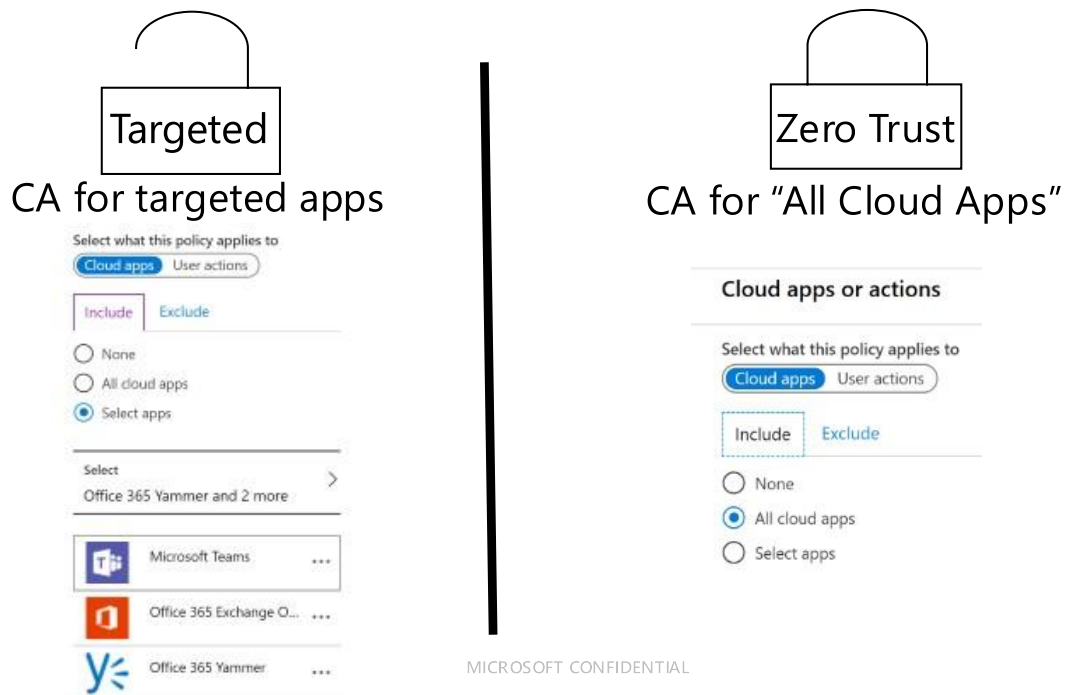 Targeted
CA for targeted apps
Select what this policy applies to
Cloud apps User actions
Include Exclude
None
All cloud apps
Select apps
Select
Office 365 Yammer and 2 more
Microsoft Teams
Office 365 Exchange O...
Office 365 Yammer
Zero Trust
CA for “All Cloud Apps”
Cloud apps or actions
Select what this policy applies to
Cloud apps User actions
Include Exclude
None
All cloud apps
Select apps
MICROSOFT CONFIDENTIAL